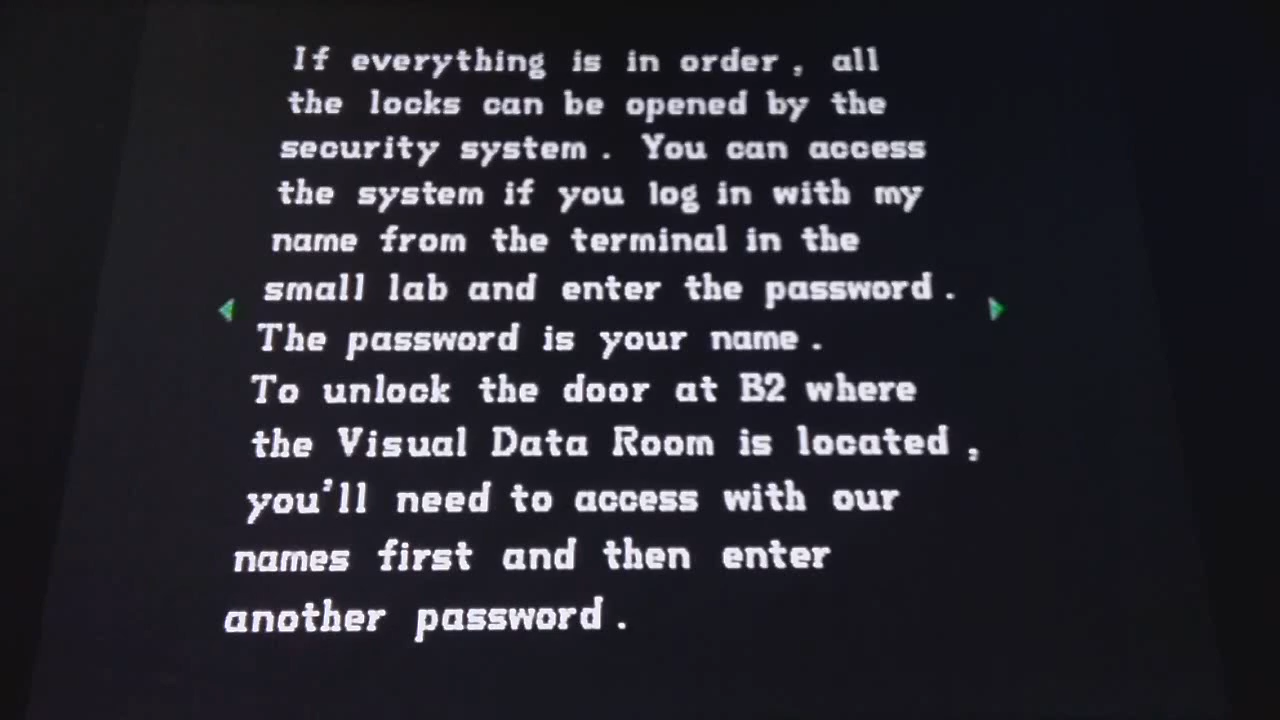 If everything is in order, all
the locks can be opened by the
security system. You can access
the system if you log in with my
name from the terminal in the
small lab and enter the password.
The password is your name.
To unlock the door at B2 where
the Visual Data Room is located,
you'll need to access with our
names first and then enter
another password.